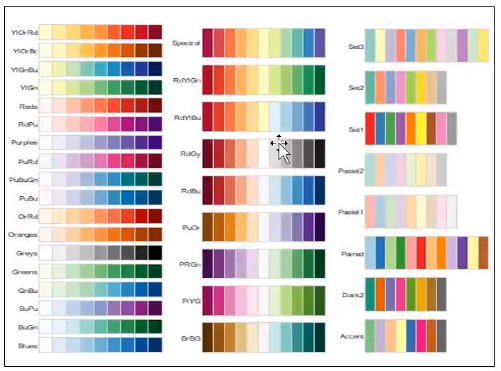 YlOrRd
YlOrBr
YlGnBu
YlGn
Reds
RdPu
Purples
PuRd
PuBuGn
PuBu
OrRd
Oranges
Greys
Greens
GnBu
BuPu
BuGn
Blues
Spectral
RdYlGn
RdYlBu
RdGy
RdBu
PuOr
PRGn
PiYG
BrBG
Set3
Set2
Set1
Pastel2
Pastel1
Paired
Dark2
Accent